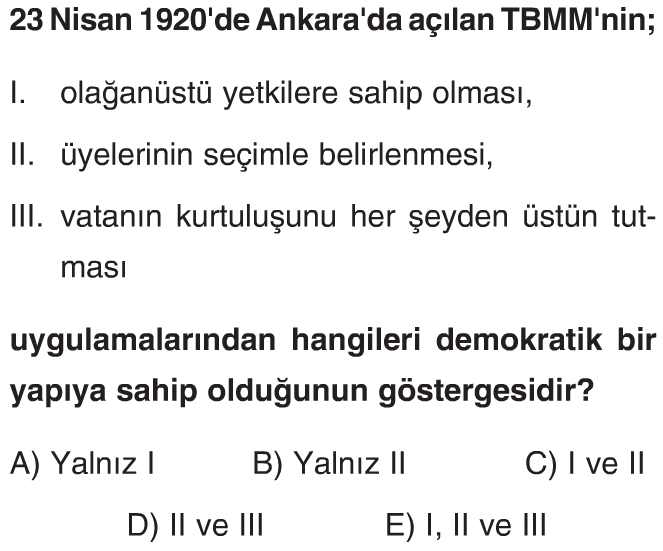 23 Nisan 1920'de Ankara'da açılan TBMM'nin;
I. olağanüstü yetkilere sahip olması,
II. üyelerinin seçimle belirlenmesi,
III. vatanın kurtuluşunu her şeyden üstün tut-
ması
uygulamalarından hangileri demokratik bir
yapıya sahip olduğunun göstergesidir?
A) Yalnız I B) Yalnız II C) I ve II
D) II ve III E) I, II ve III